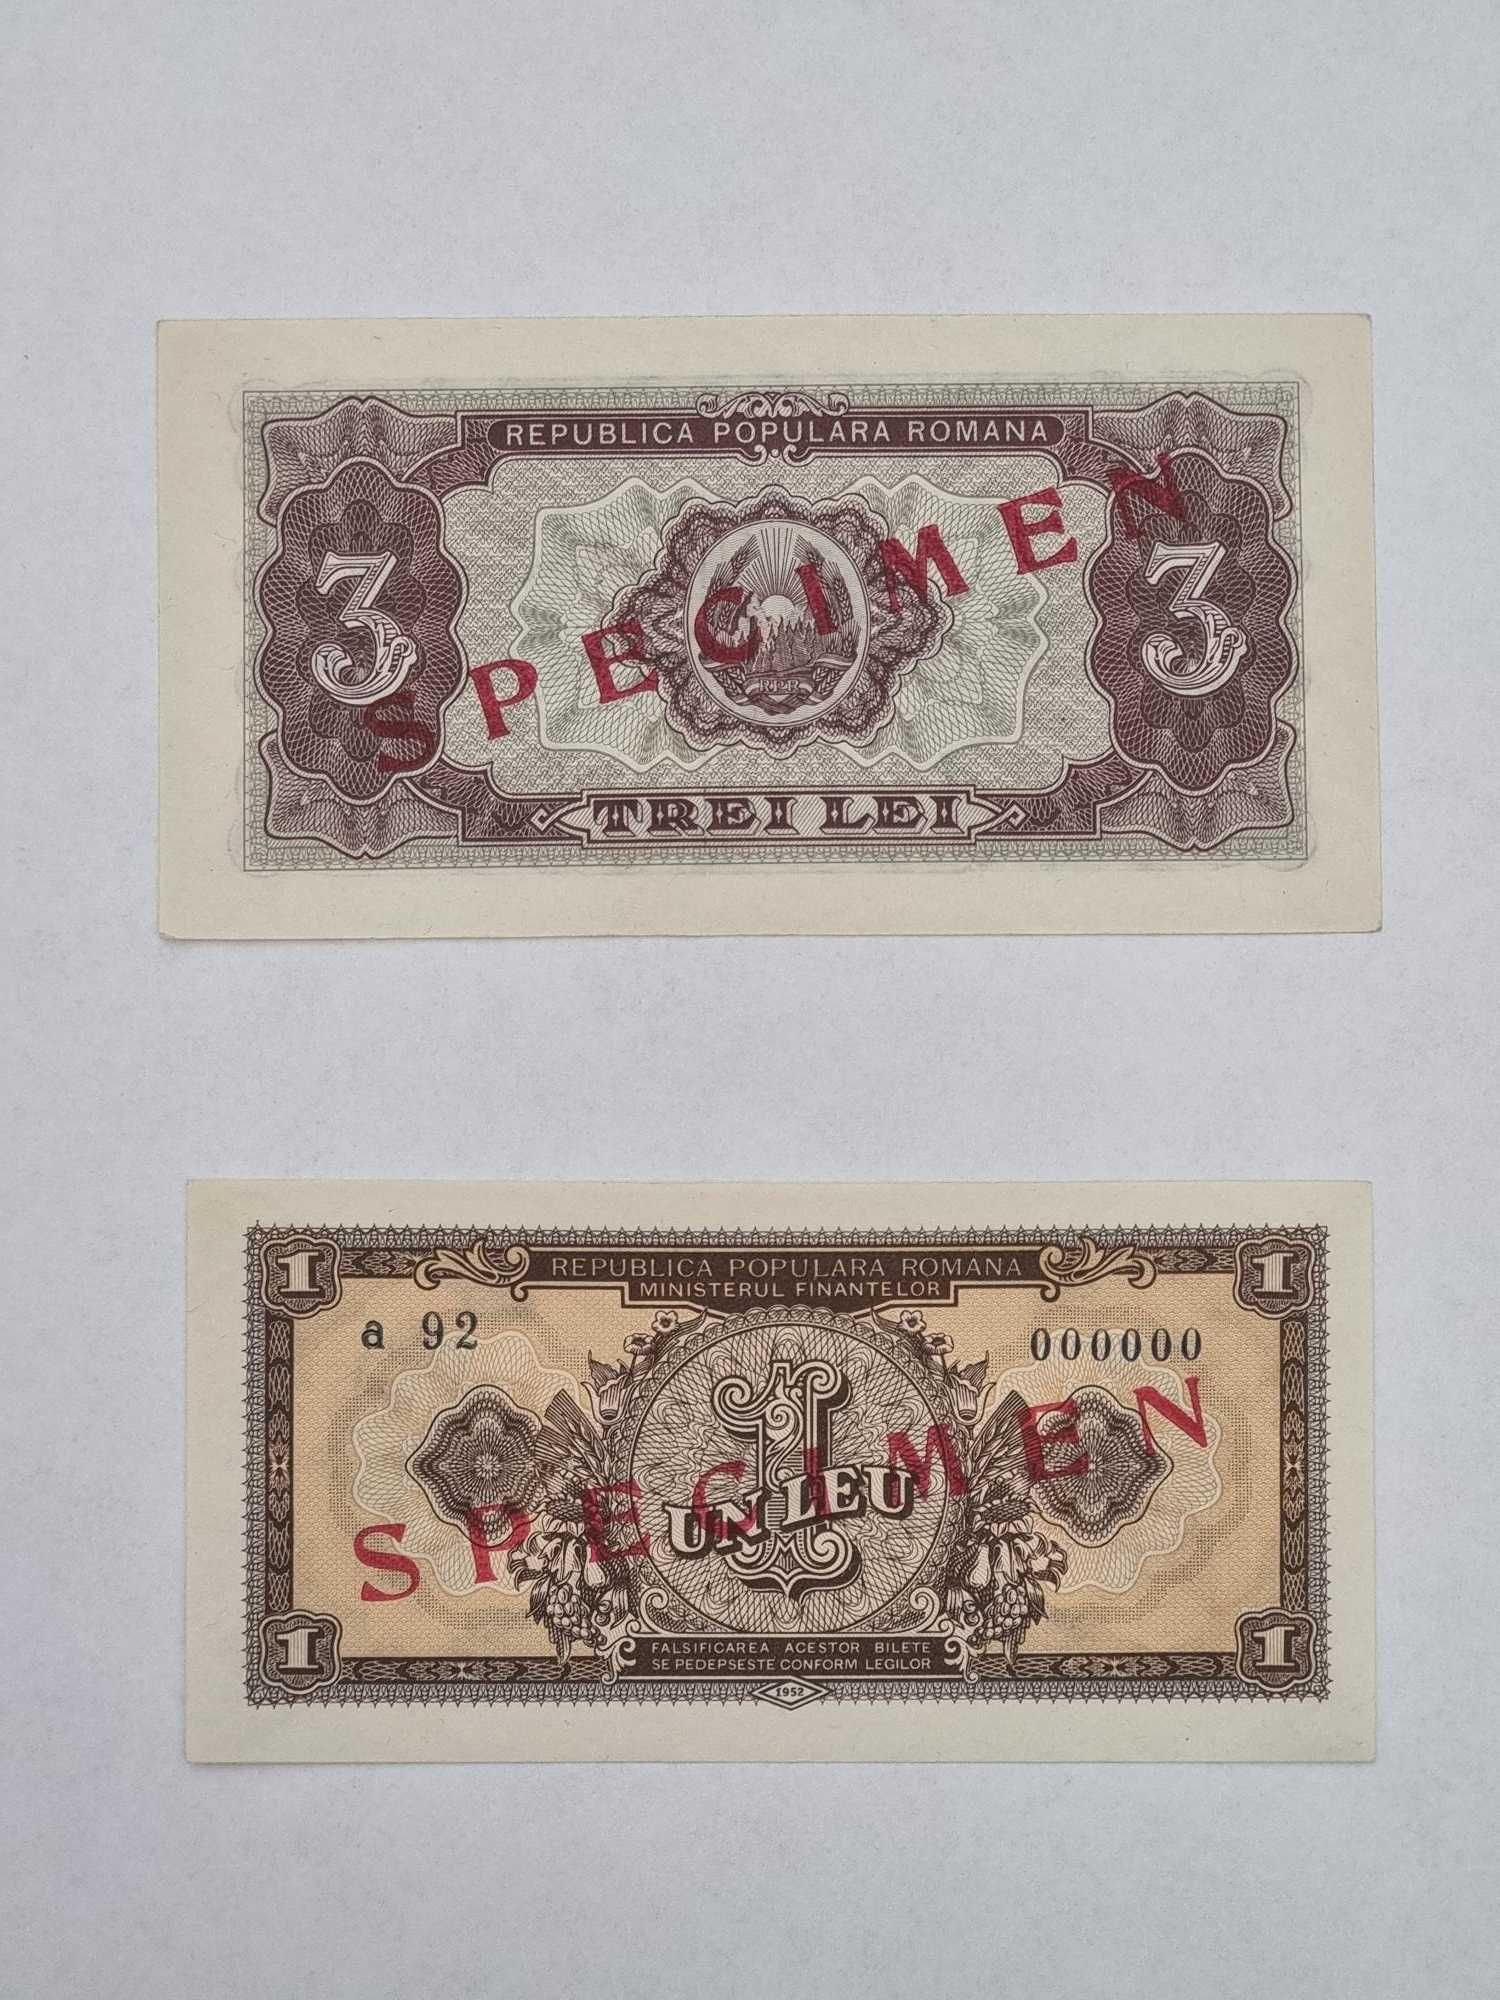 REPUBLICA POPULARA ROMANA
3 3
SPECIMEN
RPR
TREI LEI
1 REPUBLICA POPULARA ROMANA 1
MINISTERUL FINANTELOR
a 92 000000
1
UN LEU
SPECIMEN
1 FALSIFICAREA ACESTOR BILETE 1
SE PEDEPSESTE CONFORM LEGILOR
1952